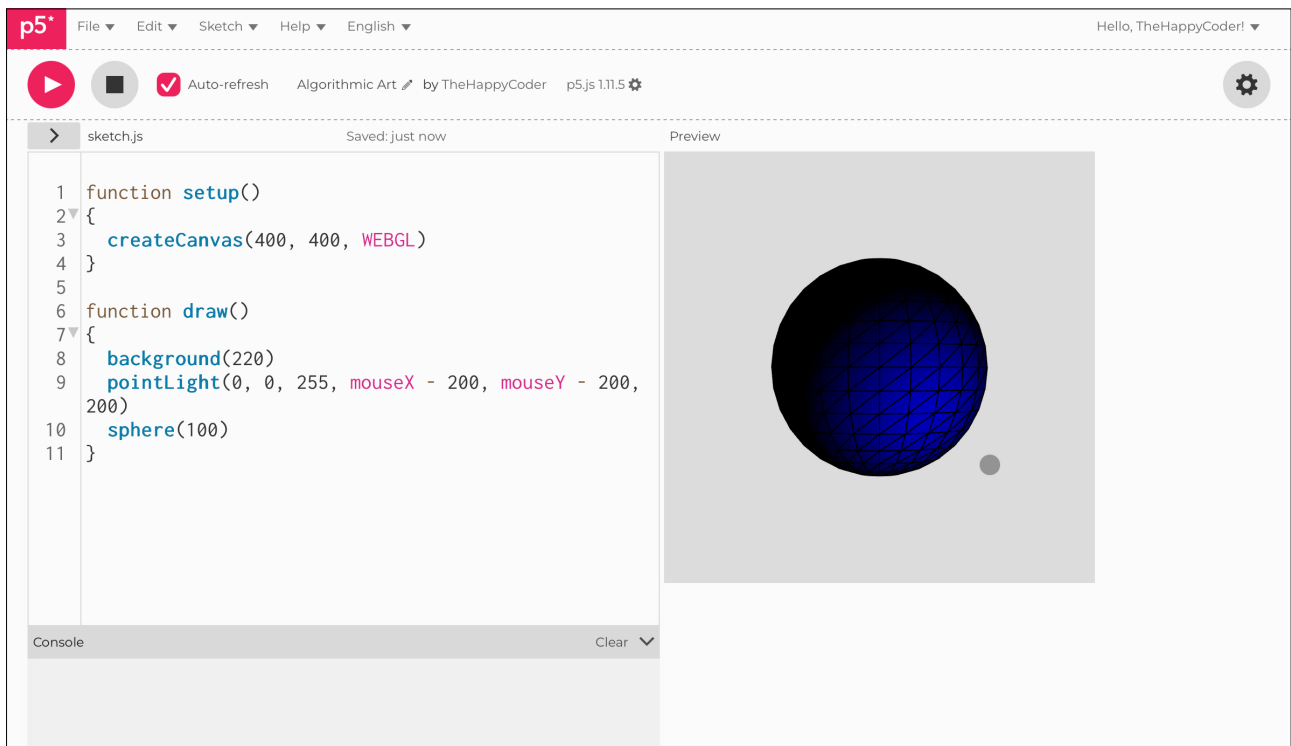 p5* File Edit Sketch Help English Hello, TheHappyCoder!
Auto-refresh Algorithmic Art by TheHappyCoder p5.js 1.11.5
sketch.js Saved: just now Preview
1 function setup()
2 {
3 createCanvas(400, 400, WEBGL)
4 }
5
6 function draw()
7 {
8 background(220)
9 pointLight(0, 0, 255, mouseX - 200, mouseY - 200,
200)
10 sphere(100)
11 }
Console Clear